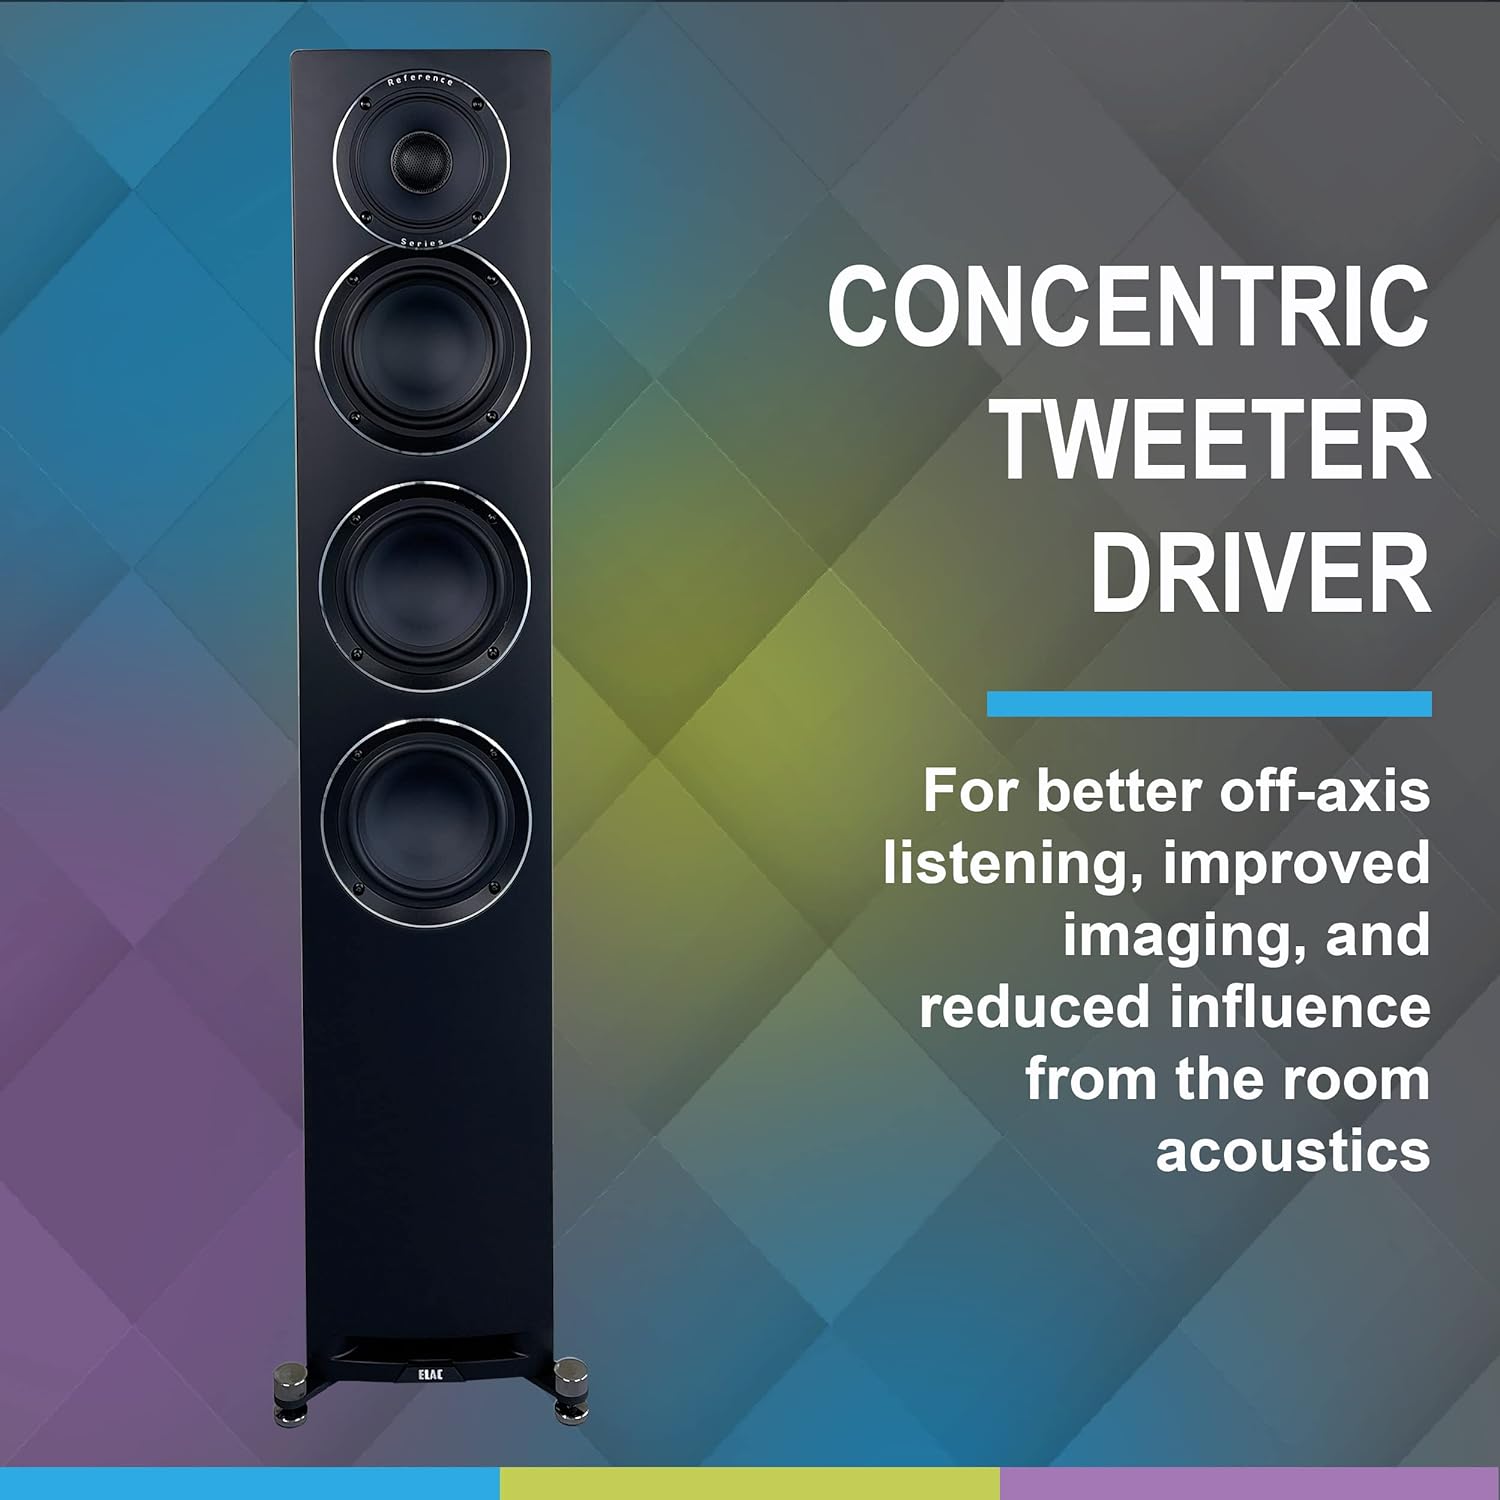 Reference
Series
CONCENTRIC
TWEETER
DRIVER
For better off-axis
listening, improved
imaging, and
reduced influence
from the room
acoustics
ELAC